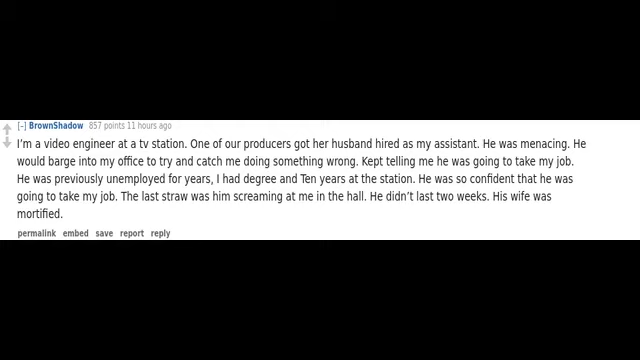 [–] BrownShadow 857 points 11 hours ago
I'm a video engineer at a tv station. One of our producers got her husband hired as my assistant. He was menacing. He
would barge into my office to try and catch me doing something wrong. Kept telling me he was going to take my job.
He was previously unemployed for years, I had degree and Ten years at the station. He was so confident that he was
going to take my job. The last straw was him screaming at me in the hall. He didn't last two weeks. His wife was
mortified.
permalink embed save report reply